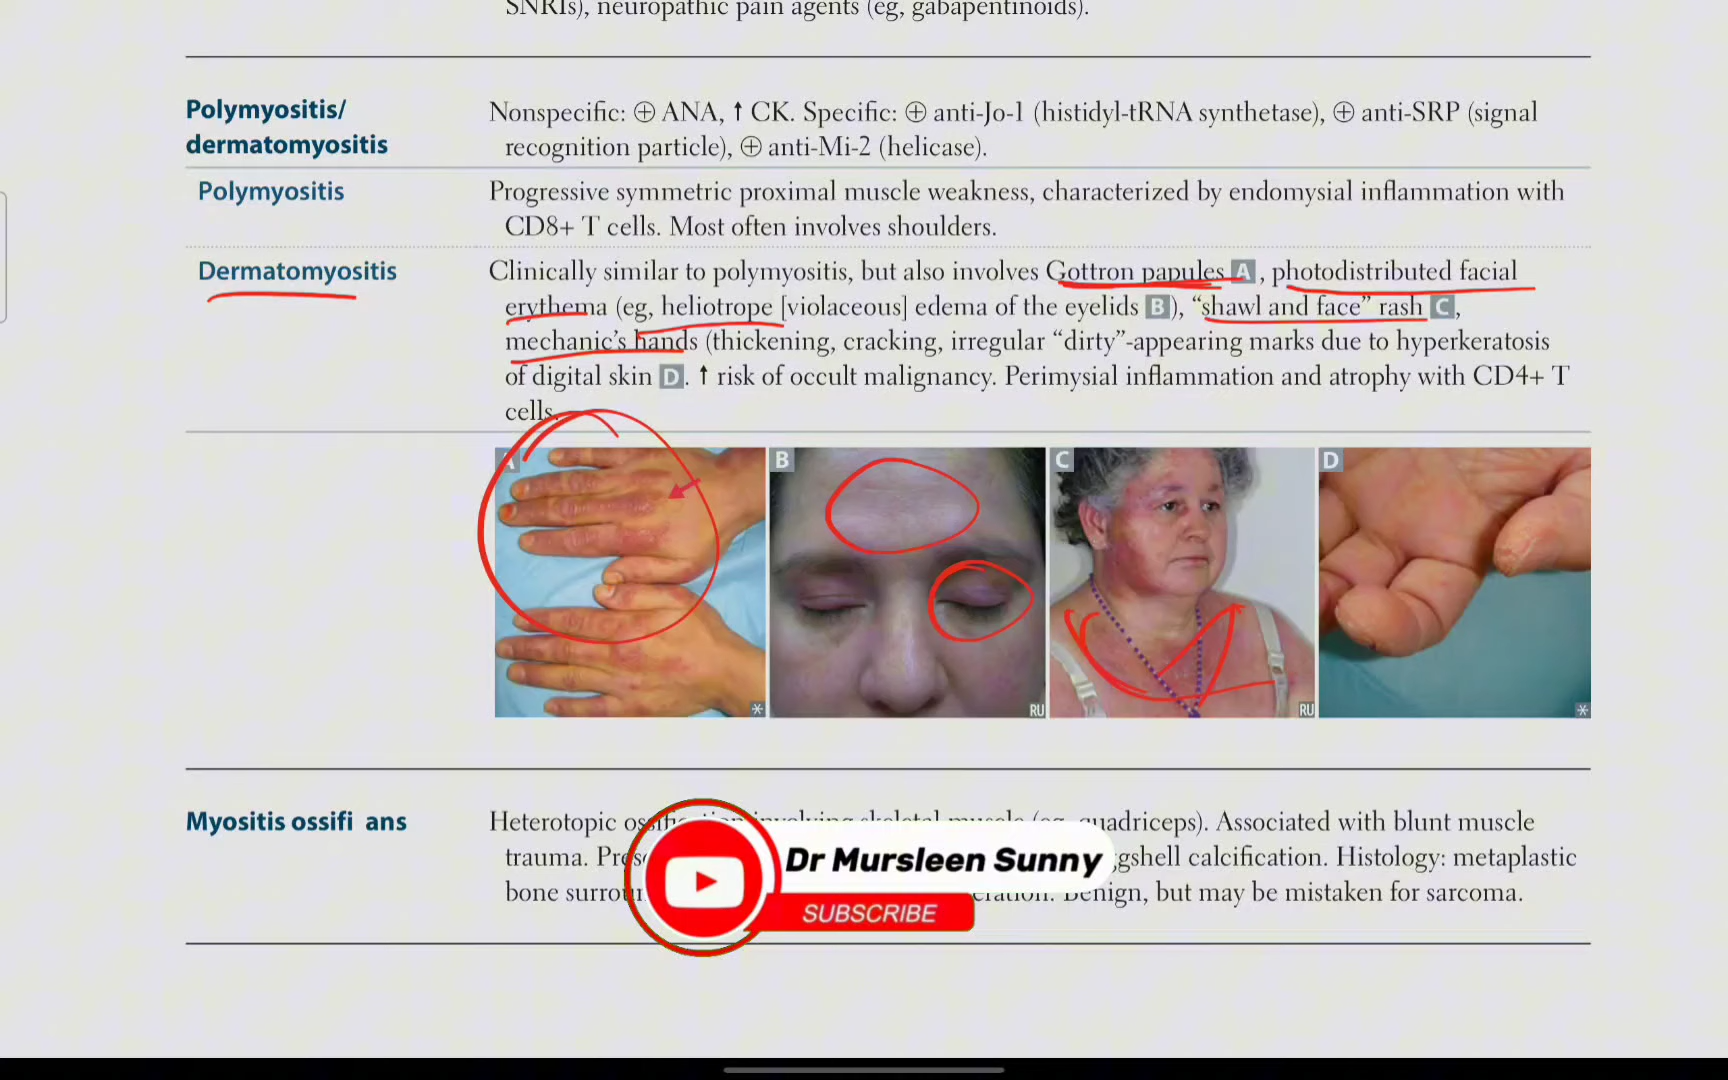 SNRIs), neuropathic pain agents (eg, gabapentinoids).
Polymyositis/
dermatomyositis
Nonspecific: ⊕ ANA, ↑ CK. Specific: ⊕ anti-Jo-1 (histidyl-tRNA synthetase), ⊕ anti-SRP (signal
recognition particle), ⊕ anti-Mi-2 (helicase).
Polymyositis
Progressive symmetric proximal muscle weakness, characterized by endomysial inflammation with
CD8+ T cells. Most often involves shoulders.
Dermatomyositis
Clinically similar to polymyositis, but also involves Gottron papules A, photodistributed facial
erythema (eg, heliotrope [violaceous] edema of the eyelids B), “shawl and face” rash C,
mechanic’s hands (thickening, cracking, irregular “dirty”-appearing marks due to hyperkeratosis
of digital skin D. ↑ risk of occult malignancy. Perimysial inflammation and atrophy with CD4+ T
cells.
A B C D
* RU RU *
Myositis ossifi ans
Heterotopic involving skeletal muscle (eg, quadriceps). Associated with blunt muscle
trauma. calcification. Histology: metaplastic
bone Benign, but may be mistaken for sarcoma.
Dr Mursleen Sunny
SUBSCRIBE